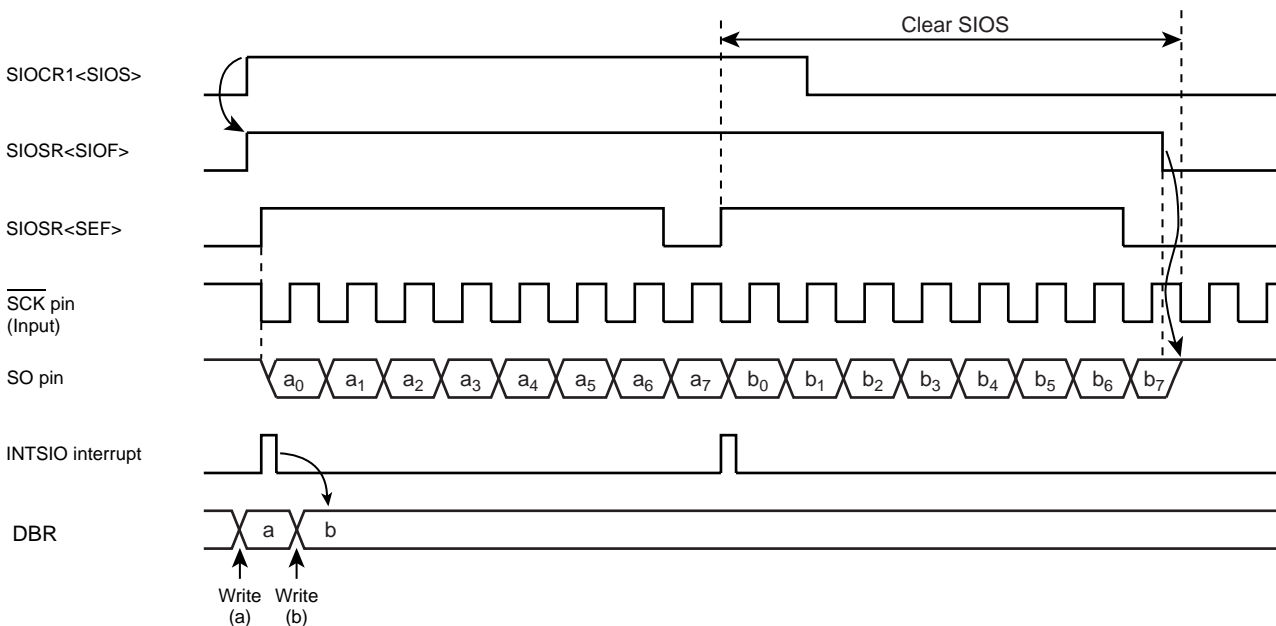 Clear SIOS
SIOCR1<SIOS>
SIOSR<SIOF>
SIOSR<SEF>
SCK pin
(Input)
SO pin
a0 a1 a2 a3 a4 a5 a6 a7 b0 b1 b2 b3 b4 b5 b6 b7
INTSIO interrupt
DBR
a b
Write
(a)
Write
(b)